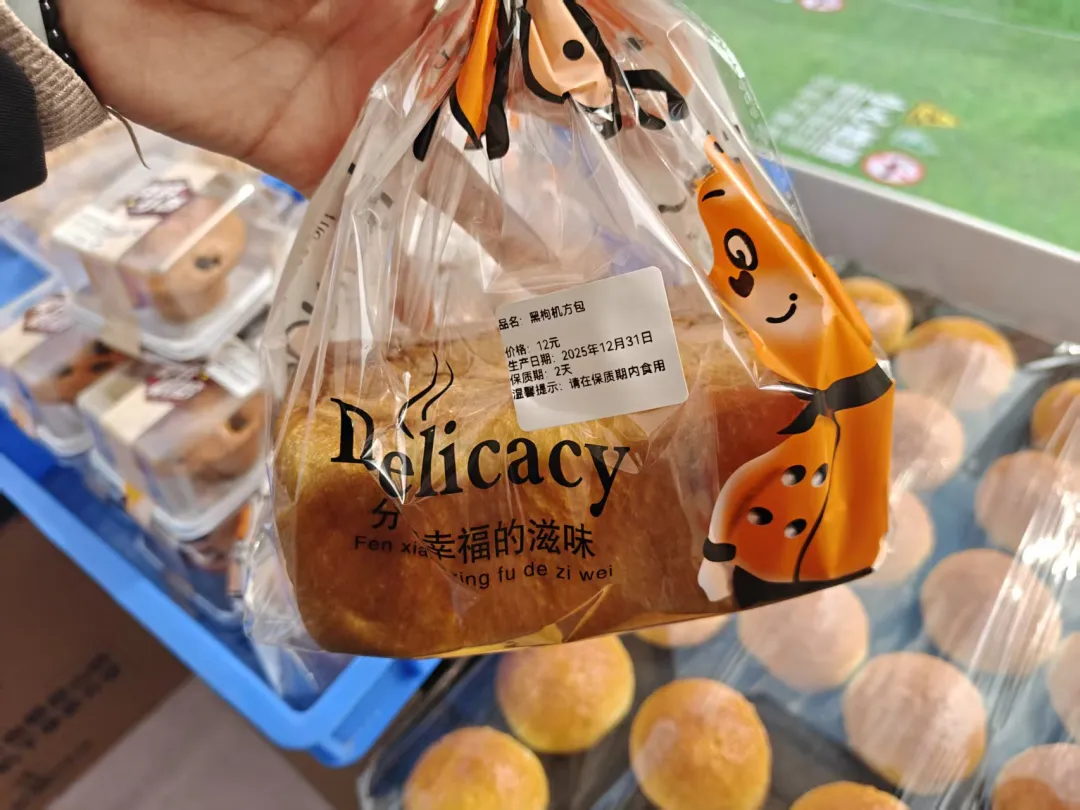 品名：黑枸机方包
价格：12元
生产日期：2025年12月31日
保质期：2天
温馨提示：请在保质期内食用
Delicacy
分 幸福的滋味
Fen xia ing fu de zi wei